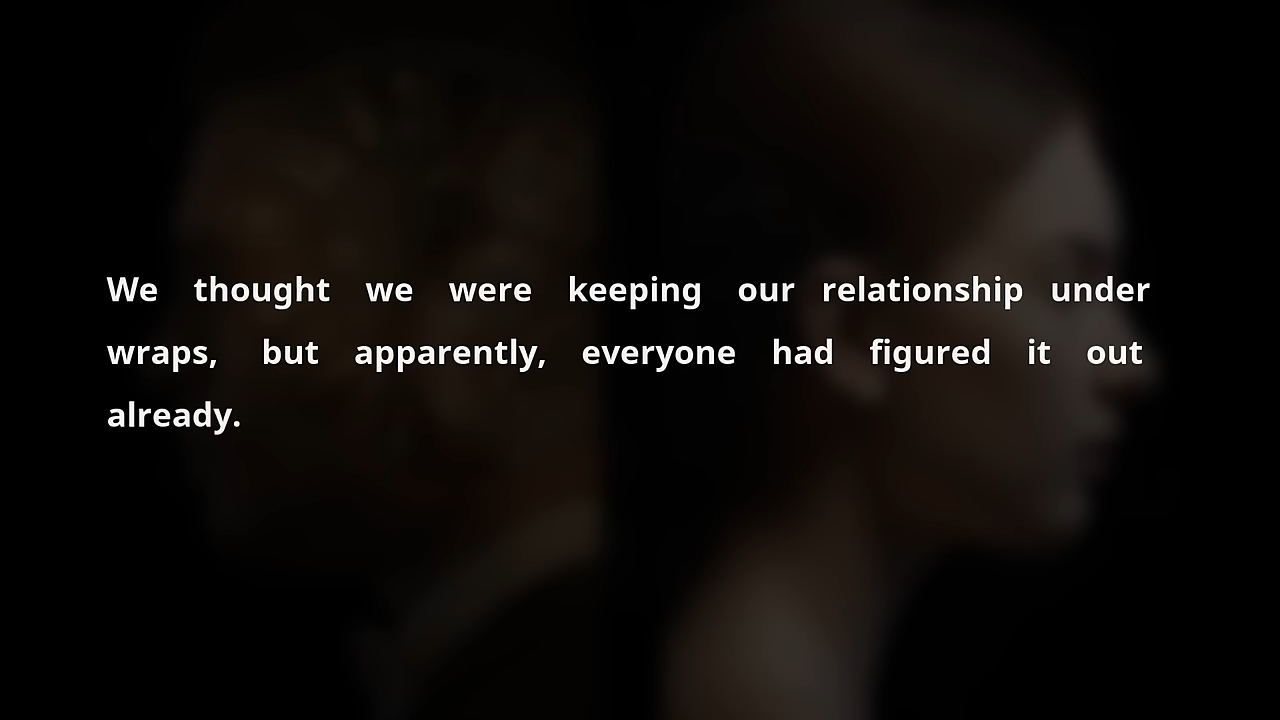 We thought we were keeping our relationship under
wraps, but apparently, everyone had figured it out
already.